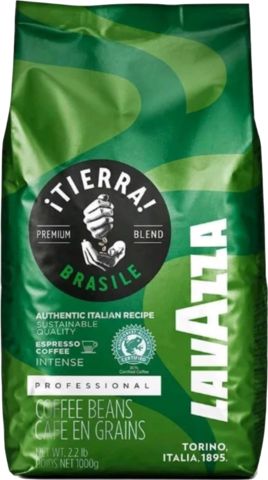 ¡TIERRA!
PREMIUM BLEND
BRASILE
AUTHENTIC ITALIAN RECIPE
SUSTAINABLE
QUALITY
ESPRESSO
COFFEE
INTENSE
PROFESSIONAL
COFFEE BEANS
CAFÉ EN GRAINS
NET WT. 2.2 lb
POIDS NET 1000g
LAVAZZA
TORINO,
ITALIA, 1895.